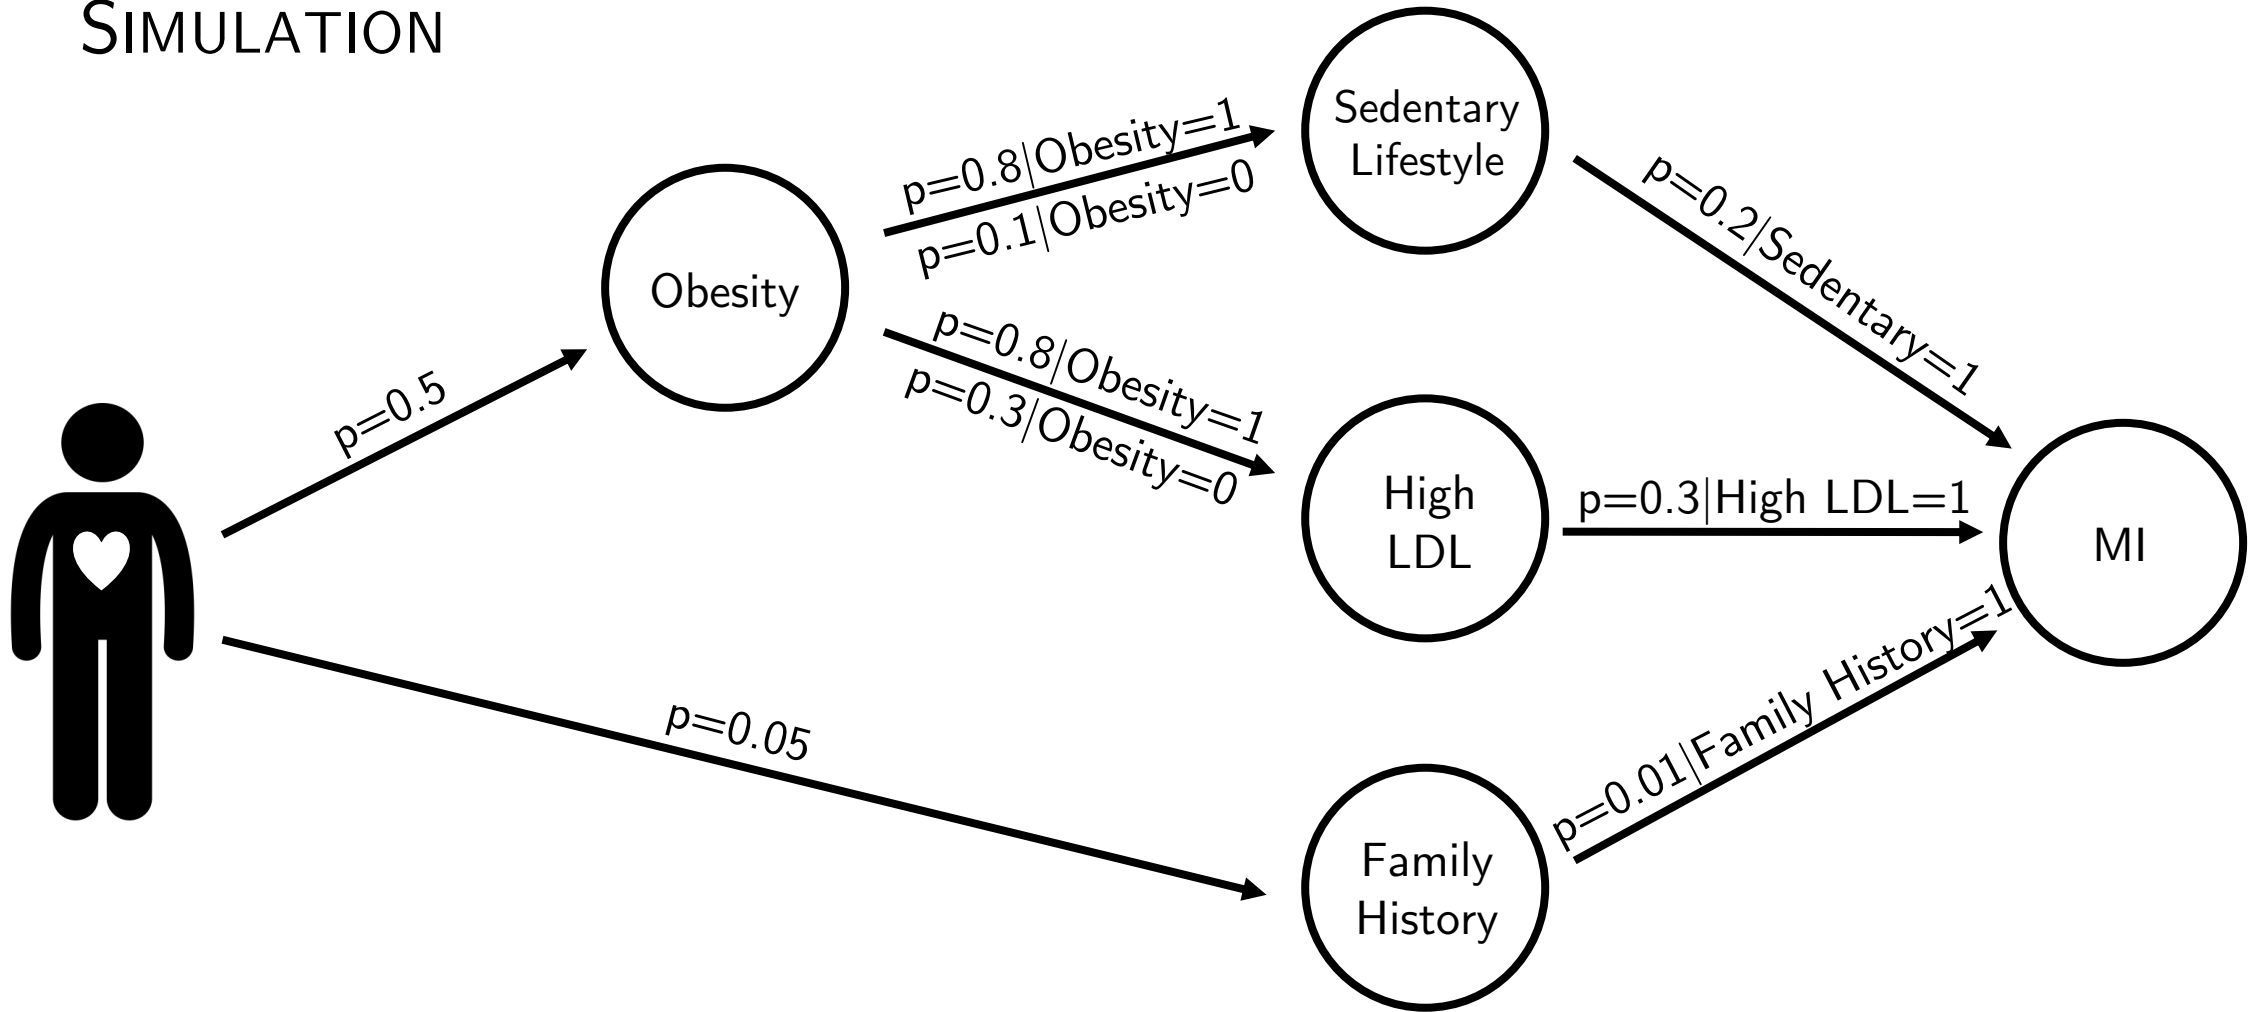 SIMULATION
Sedentary
Lifestyle
p=0.8|Obesity=1
p=0.1|Obesity=0
p=0.2|Sedentary=1
Obesity
p=0.8|Obesity=1
p=0.3|Obesity=0
p=0.5
High
LDL
p=0.3|High LDL=1
MI
p=0.05
p=0.01|Family History=1
Family
History